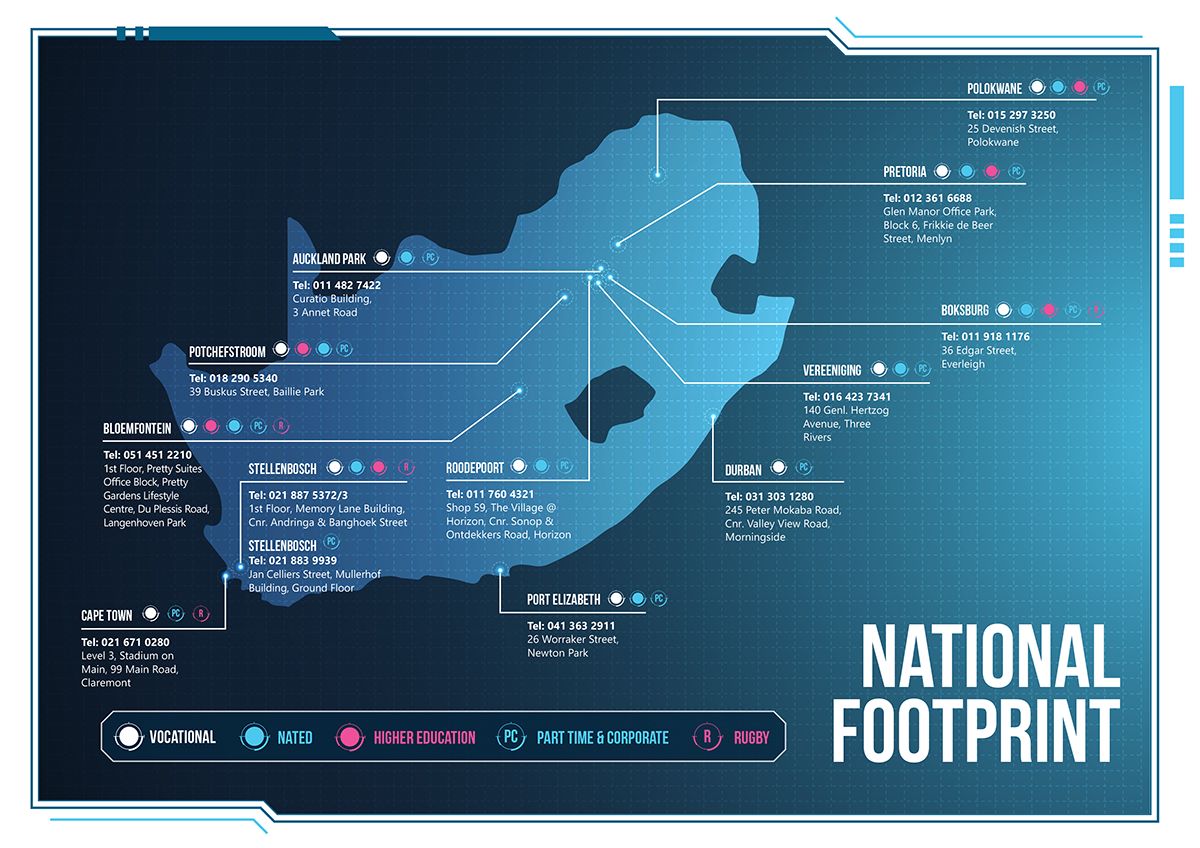 POLOKWANE PC
Tel: 015 297 3250
25 Devenish Street,
Polokwane
PRETORIA PC
Tel: 012 361 6688
Glen Manor Office Park,
Block 6, Frikkie de Beer
Street, Menlyn
AUCKLAND PARK PC
Tel: 011 482 7422
Curatio Building,
3 Annet Road
BOKSBURG PC R
Tel: 011 918 1176
36 Edgar Street,
Everleigh
POTCHEFSTROOM PC
Tel: 018 290 5340
39 Buskus Street, Baillie Park
VEREENIGING PC
Tel: 016 423 7341
140 Genl. Hertzog
Avenue, Three
Rivers
BLOEMFONTEIN PC R
Tel: 051 451 2210
1st Floor, Pretty Suites
Office Block, Pretty
Gardens Lifestyle
Centre, Du Plessis Road,
Langenhoven Park
STELLENBOSCH R
Tel: 021 887 5372/3
1st Floor, Memory Lane Building,
Cnr. Andringa & Banghoek Street
STELLENBOSCH PC
Tel: 021 883 9939
Jan Celliers Street, Mullerhof
Building, Ground Floor
ROODEPOORT PC
Tel: 011 760 4321
Shop 59, The Village @
Horizon, Cnr. Sonop &
Ontdekkers Road, Horizon
DURBAN PC
Tel: 031 303 1280
245 Peter Mokaba Road,
Cnr. Valley View Road,
Morningside
PORT ELIZABETH PC
Tel: 041 363 2911
26 Worraker Street,
Newton Park
CAPE TOWN PC R
Tel: 021 671 0280
Level 3, Stadium on
Main, 99 Main Road,
Claremont
NATIONAL
FOOTPRINT
VOCATIONAL NATED HIGHER EDUCATION PC PART TIME & CORPORATE R RUGBY